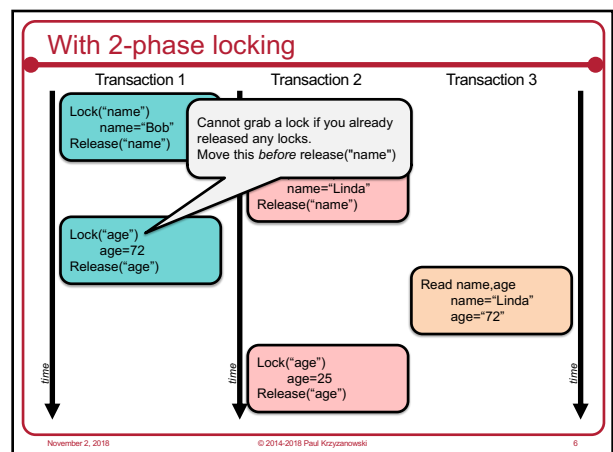 With 2-phase locking
Transaction 1
Transaction 2
Transaction 3
Lock(“name”)
name=“Bob”
Release(“name”)
Cannot grab a lock if you already
released any locks.
Move this before release("name")
name=“Linda”
Release(“name”)
Lock(“age”)
age=72
Release(“age”)
Read name,age
name=“Linda”
age=“72”
Lock(“age”)
age=25
Release(“age”)
time
time
time
November 2, 2018
© 2014-2018 Paul Krzyzanowski
6